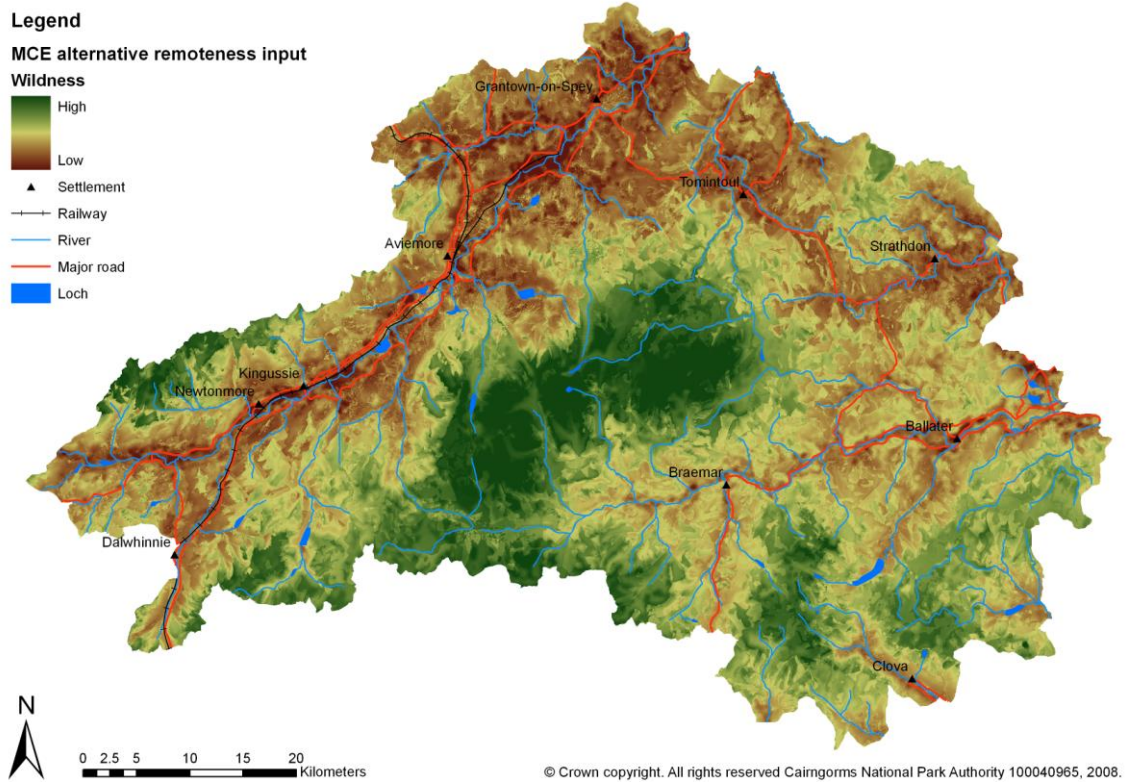 Legend
MCE alternative remoteness input
Wildness
High
Low
Settlement
Railway
River
Major road
Loch
Grantown-on-Spey
Tomintoul
Strathdon
Aviemore
Kingussie
Newtonmore
Ballater
Braemar
Dalwhinnie
Clova
N
0 2.5 5 10 15 20
Kilometers
© Crown copyright. All rights reserved Cairngorms National Park Authority 100040965, 2008.